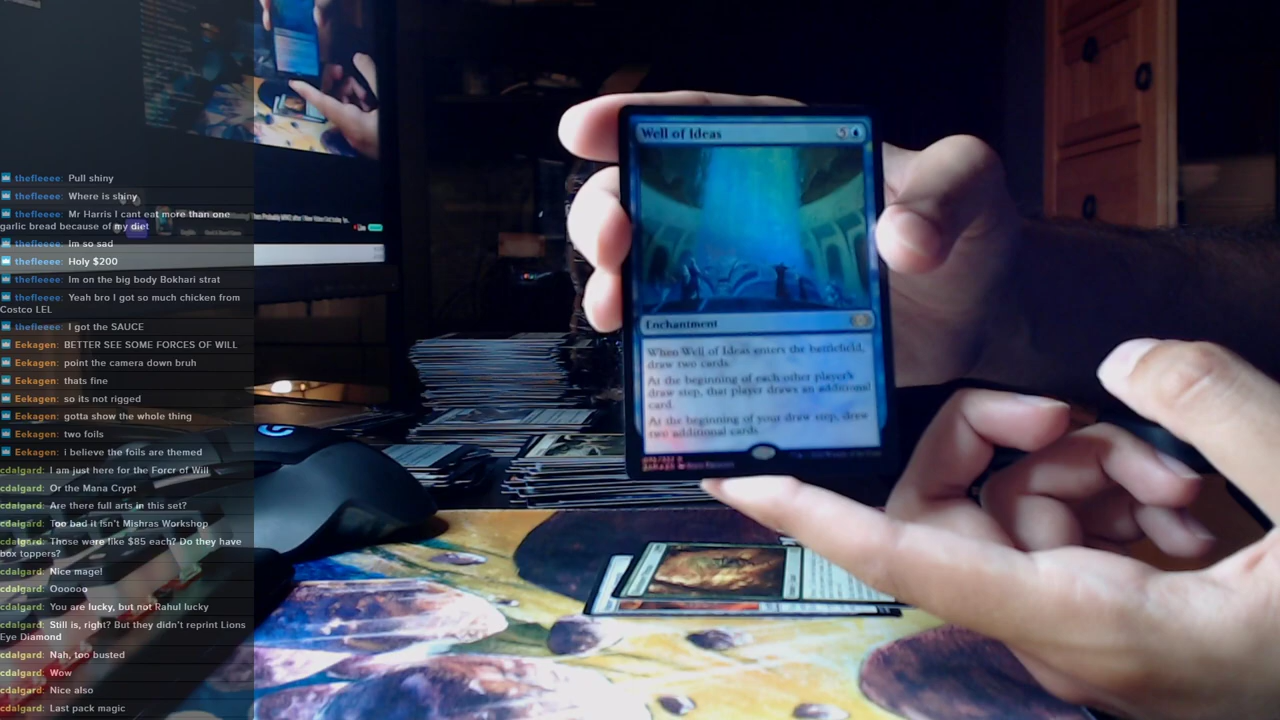 thefleeee: Pull shiny
thefleeee: Where is shiny
thefleeee: Mr Harris I cant eat more than one
garlic bread because of my diet
thefleeee: Im so sad
thefleeee: Holy $200
thefleeee: Im on the big body Bokhari strat
thefleeee: Yeah bro I got so much chicken from
Costco LEL
thefleeee: I got the SAUCE
Eekagen: BETTER SEE SOME FORCES OF WILL
Eekagen: point the camera down bruh
Eekagen: thats fine
Eekagen: so its not rigged
Eekagen: gotta show the whole thing
Eekagen: two foils
Eekagen: i believe the foils are themed
cdalgard: I am just here for the Force of Will
cdalgard: Or the Mana Crypt
cdalgard: Are there full arts in this set?
cdalgard: Too bad it isn't Mishras Workshop
cdalgard: Those were like $85 each? Do they have
box toppers?
cdalgard: Nice mage!
cdalgard: Oooooo
cdalgard: You are lucky, but not Rahul lucky
cdalgard: Still is, right? But they didn't reprint Lions
Eye Diamond
cdalgard: Nah, too busted
cdalgard: Wow
cdalgard: Nice also
cdalgard: Last pack magic
Well of Ideas 5
Enchantment
When Well of Ideas enters the battlefield,
draw two cards.
At the beginning of each other player's
draw step, that player draws an additional
card.
At the beginning of your draw step, draw
two additional cards.